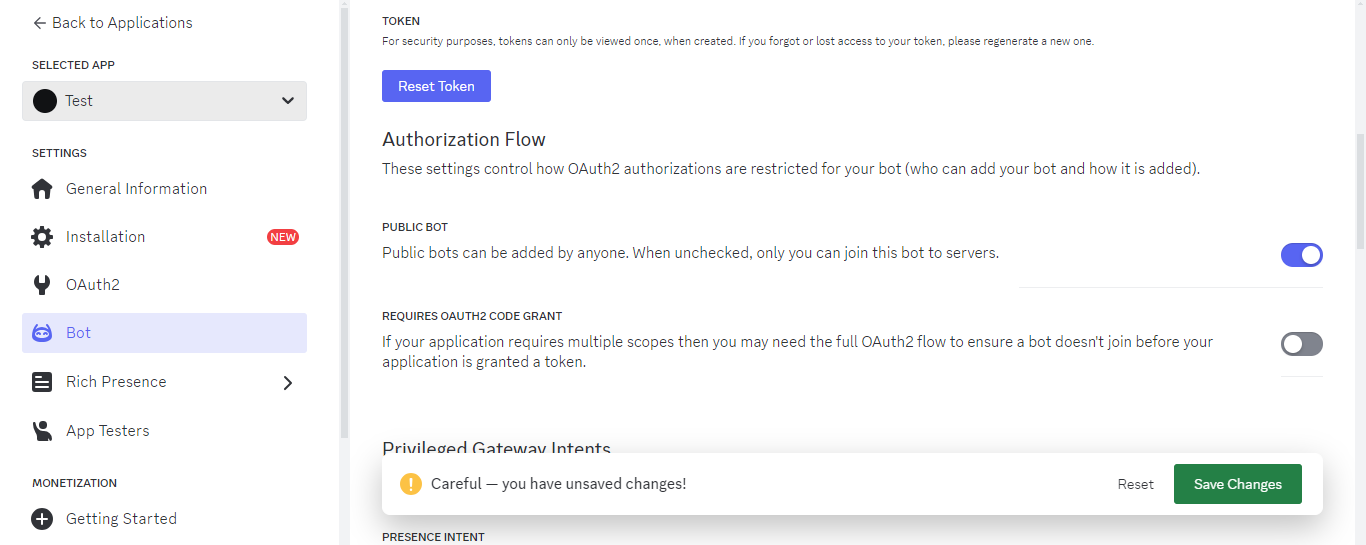 Back to Applications
SELECTED APP
Test
SETTINGS
General Information
Installation
NEW
OAuth2
Bot
Rich Presence
App Testers
MONETIZATION
Getting Started
TOKEN
For security purposes, tokens can only be viewed once, when created. If you forgot or lost access to your token, please regenerate a new one.
Reset Token
Authorization Flow
These settings control how OAuth2 authorizations are restricted for your bot (who can add your bot and how it is added).
PUBLIC BOT
Public bots can be added by anyone. When unchecked, only you can join this bot to servers.
REQUIRES OAUTH2 CODE GRANT
If your application requires multiple scopes then you may need the full OAuth2 flow to ensure a bot doesn't join before your
application is granted a token.
Privileged Gateway Intents
Careful — you have unsaved changes!
Reset
Save Changes
PRESENCE INTENT